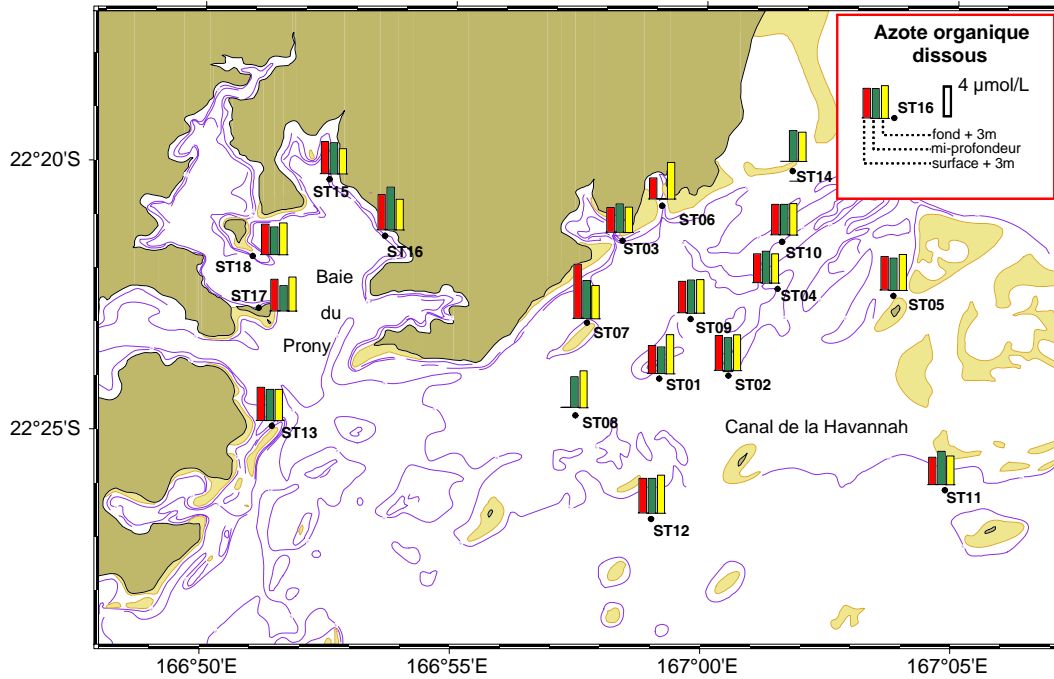 Azote organique
dissous
4 µmol/L
ST16
fond + 3m
mi-profondeur
surface + 3m
22°20'S
22°25'S
ST15
ST14
ST06
ST16
ST03
ST10
ST18
Baie
ST17
ST04
ST05
du
ST07
ST09
Prony
ST01
ST02
ST08
ST13
Canal de la Havannah
ST11
ST12
166°50'E
166°55'E
167°00'E
167°05'E